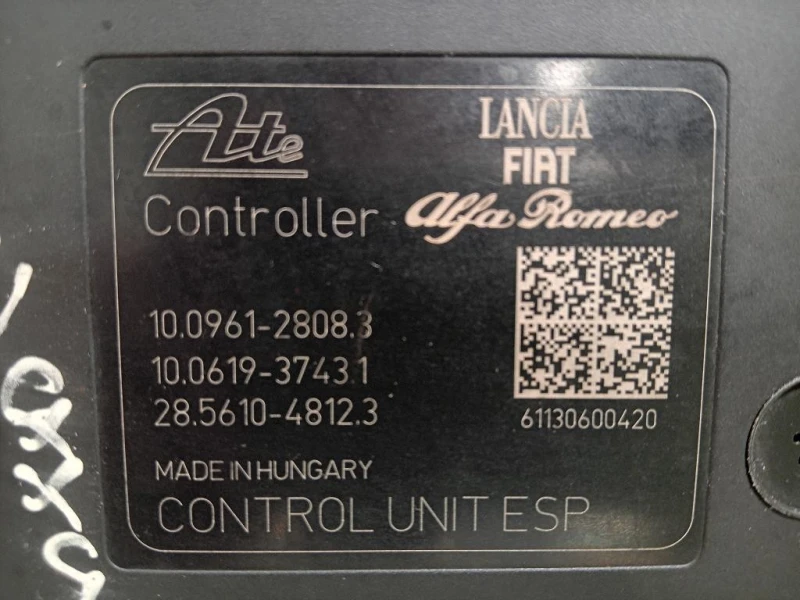 Ate
LANCIA
FIAT
Alfa Romeo
Controller
10.0961-2808.3
10.0619-3743.1
28.5610-4812.3
61130600420
MADE IN HUNGARY
CONTROL UNIT ESP